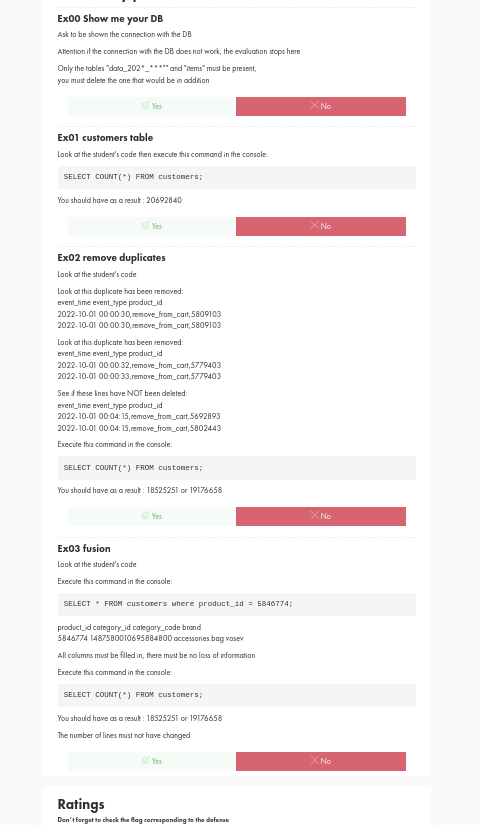 Ex00 Show me your DB
Ask to be shown the connection with the DB
Attention if the connection with the DB does not work, the evaluation stops here
Only the tables "data_202*_***" and "items" must be present,
you must delete the one that would be in addition
Yes
No
Ex01 customers table
Look at the student's code then execute this command in the console:
SELECT COUNT(*) FROM customers;
You should have as a result : 20692840
Yes
No
Ex02 remove duplicates
Look at the student's code
Look at this duplicate has been removed:
event_time event_type product_id
2022-10-01 00:00:30,remove_from_cart,5809103
2022-10-01 00:00:30,remove_from_cart,5809103
Look at this duplicate has been removed:
event_time event_type product_id
2022-10-01 00:00:32,remove_from_cart,5779403
2022-10-01 00:00:33,remove_from_cart,5779403
See if these lines have NOT been deleted:
event_time event_type product_id
2022-10-01 00:04:15,remove_from_cart,5692893
2022-10-01 00:04:15,remove_from_cart,5802443
Execute this command in the console:
SELECT COUNT(*) FROM customers;
You should have as a result : 18525251 or 19176658
Yes
No
Ex03 fusion
Look at the student's code
Execute this command in the console:
SELECT * FROM customers where product_id = 5846774;
product_id category_id category_code brand
5846774 1487580010695884800 accessories.bag vosev
All columns must be filled in, there must be no loss of information
Execute this command in the console:
SELECT COUNT(*) FROM customers;
You should have as a result : 18525251 or 19176658
The number of lines must not have changed
Yes
No
Ratings
Don't forget to check the flag corresponding to the defense